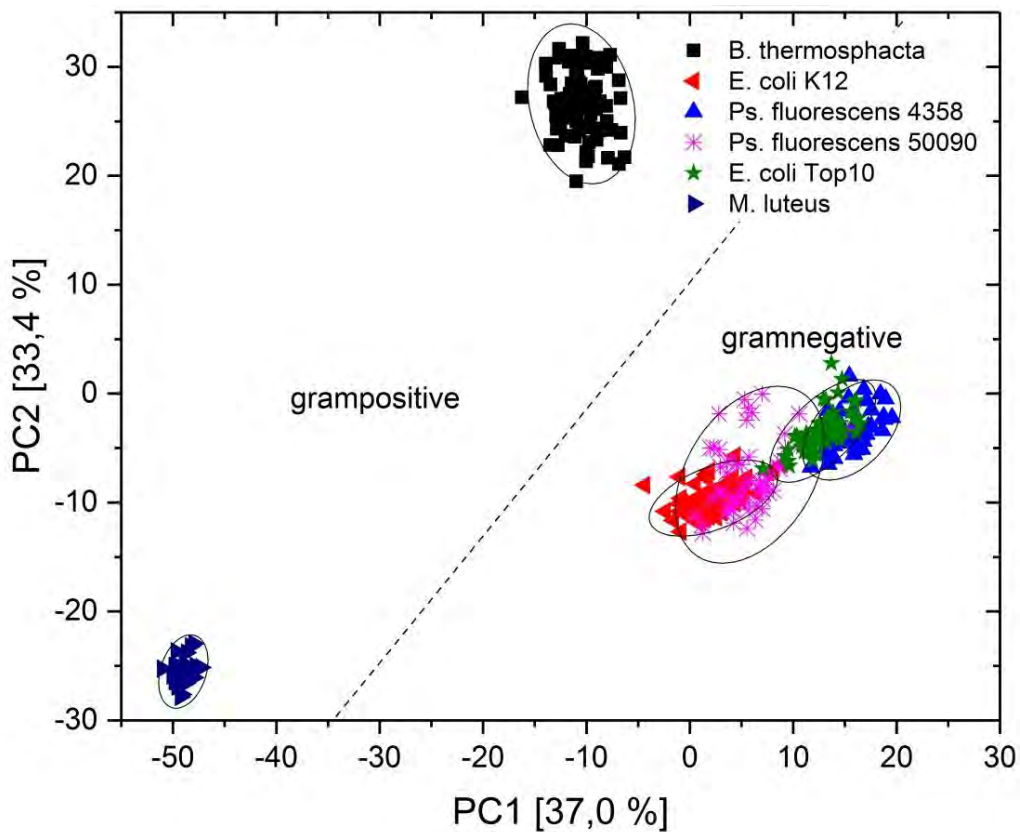 B. thermosphacta
E. coli K12
Ps. fluorescens 4358
Ps. fluorescens 50090
E. coli Top10
M. luteus
gramnegative
grampositive
PC2 [33,4 %]
30
20
10
0
-10
-20
-30
-50
-40
-30
-20
-10
0
10
20
30
PC1 [37,0 %]